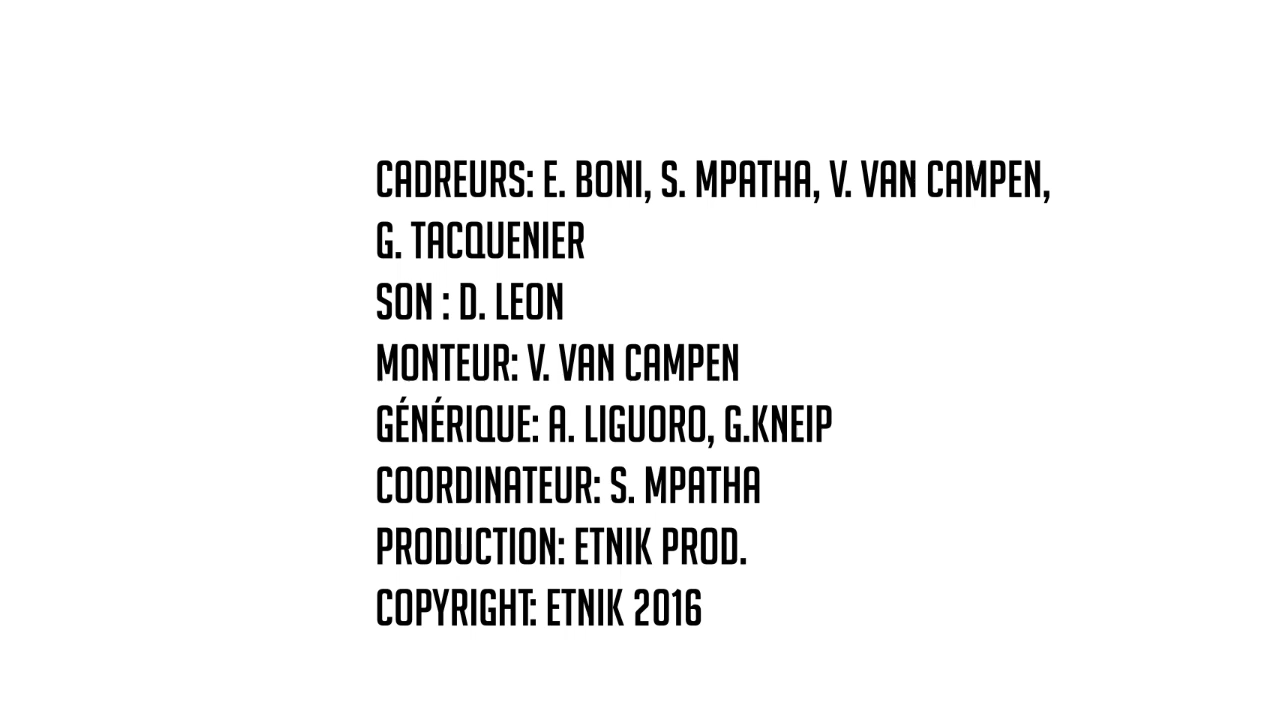 CADREURS: E. BONI, S. MPATHA, V. VAN CAMPEN,
G. TACQUENIER
SON : D. LEON
MONTEUR: V. VAN CAMPEN
GÉNÉRIQUE: A. LIGUORO, G.KNEIP
COORDINATEUR: S. MPATHA
PRODUCTION: ETNIK PROD.
COPYRIGHT: ETNIK 2016